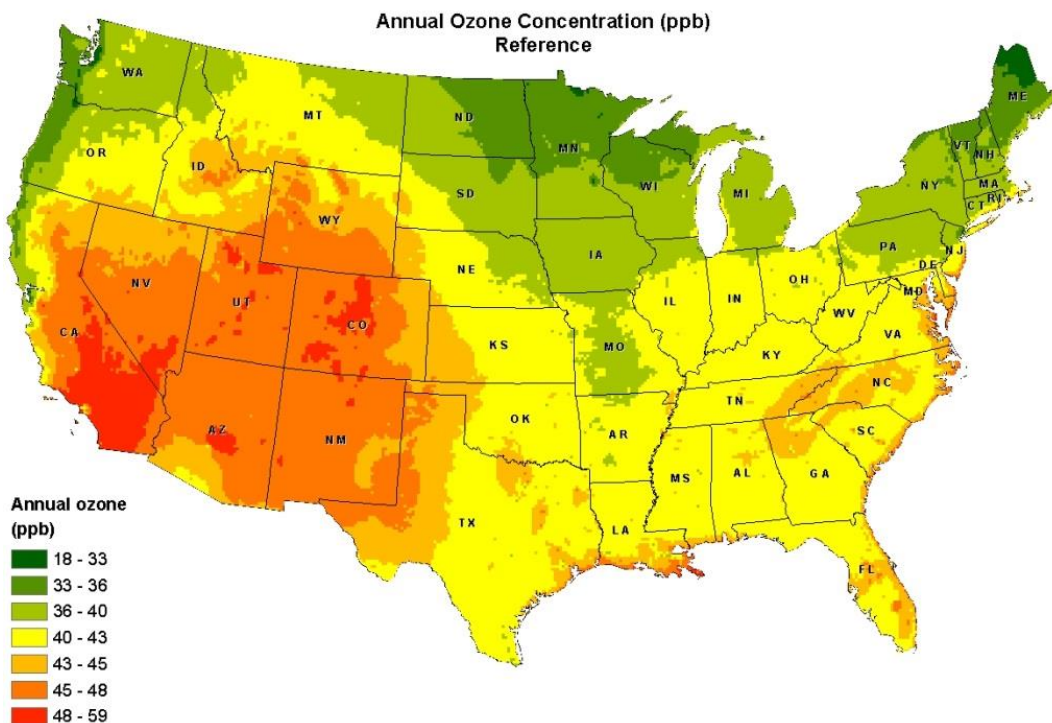 Annual Ozone Concentration (ppb)
Reference
WA
MT
ND
MN
ME
OR
ID
SD
WI
MI
VT
NH
NY
MA
CT
RI
WY
IA
PA
NJ
NE
NV
UT
CO
IL
IN
OH
DE
MD
WV
VA
CA
KS
MO
KY
NC
TN
OK
AR
SC
AZ
NM
MS
AL
GA
TX
LA
FL
Annual ozone
(ppb)
18 - 33
33 - 36
36 - 40
40 - 43
43 - 45
45 - 48
48 - 59